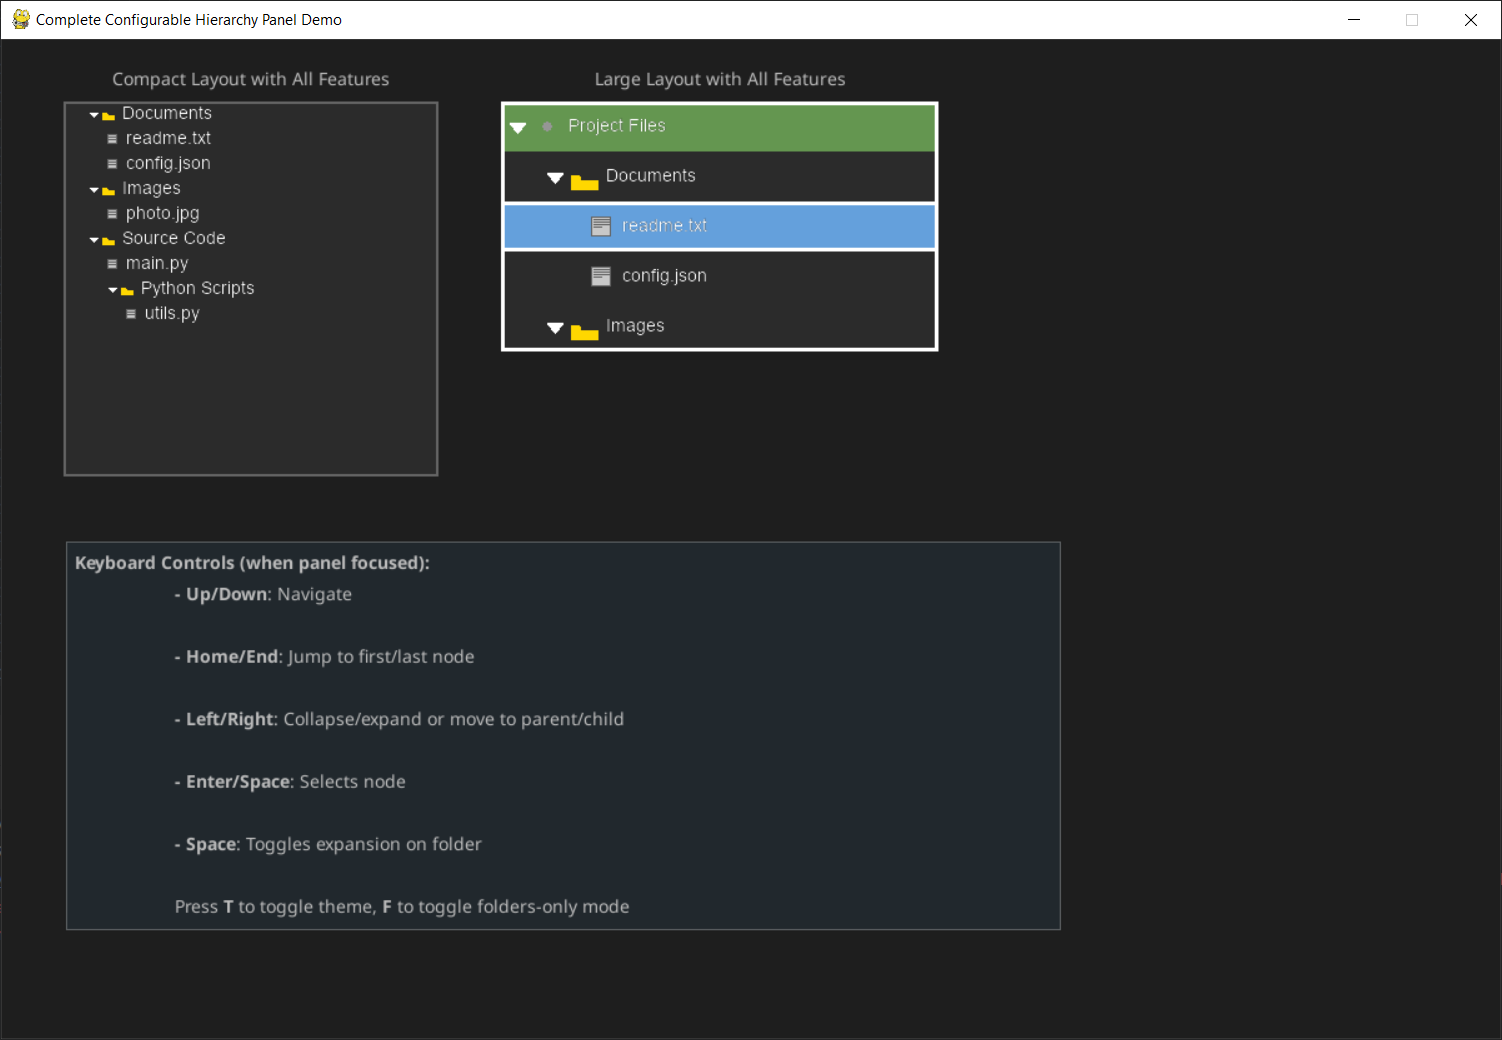 Complete Configurable Hierarchy Panel Demo
Compact Layout with All Features
Documents
readme.txt
config.json
Images
photo.jpg
Source Code
main.py
Python Scripts
utils.py
Large Layout with All Features
Project Files
Documents
readme.txt
config.json
Images
Keyboard Controls (when panel focused):
- Up/Down: Navigate
- Home/End: Jump to first/last node
- Left/Right: Collapse/expand or move to parent/child
- Enter/Space: Selects node
- Space: Toggles expansion on folder
Press T to toggle theme, F to toggle folders-only mode